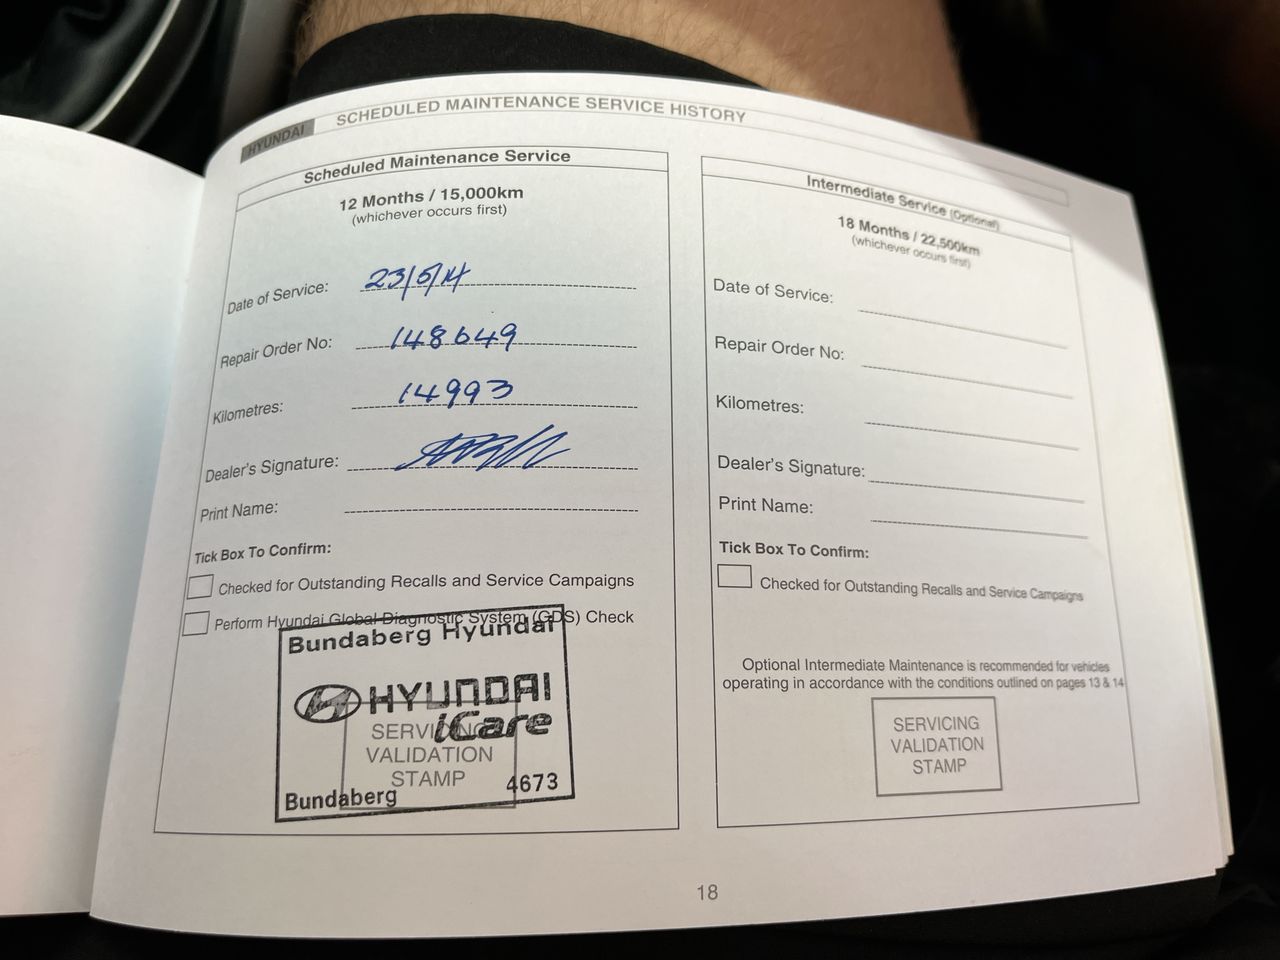 HYUNDAI
SCHEDULED MAINTENANCE SERVICE HISTORY
Scheduled Maintenance Service
12 Months / 15,000km
(whichever occurs first)
Date of Service: 23/5/14
Repair Order No: 148649
Kilometres: 14993
Dealer's Signature:
Print Name:
Tick Box To Confirm:
Checked for Outstanding Recalls and Service Campaigns
Perform Hyundai Global Diagnostic System (GDS) Check
Bundaberg Hyundai
HYUNDAI
iCare
SERVICING
VALIDATION
STAMP
Bundaberg 4673
Intermediate Service (Optional)
18 Months / 22,500km
(whichever occurs first)
Date of Service:
Repair Order No:
Kilometres:
Dealer's Signature:
Print Name:
Tick Box To Confirm:
Checked for Outstanding Recalls and Service Campaigns
Optional Intermediate Maintenance is recommended for vehicles
operating in accordance with the conditions outlined on pages 13 & 14
SERVICING
VALIDATION
STAMP
18